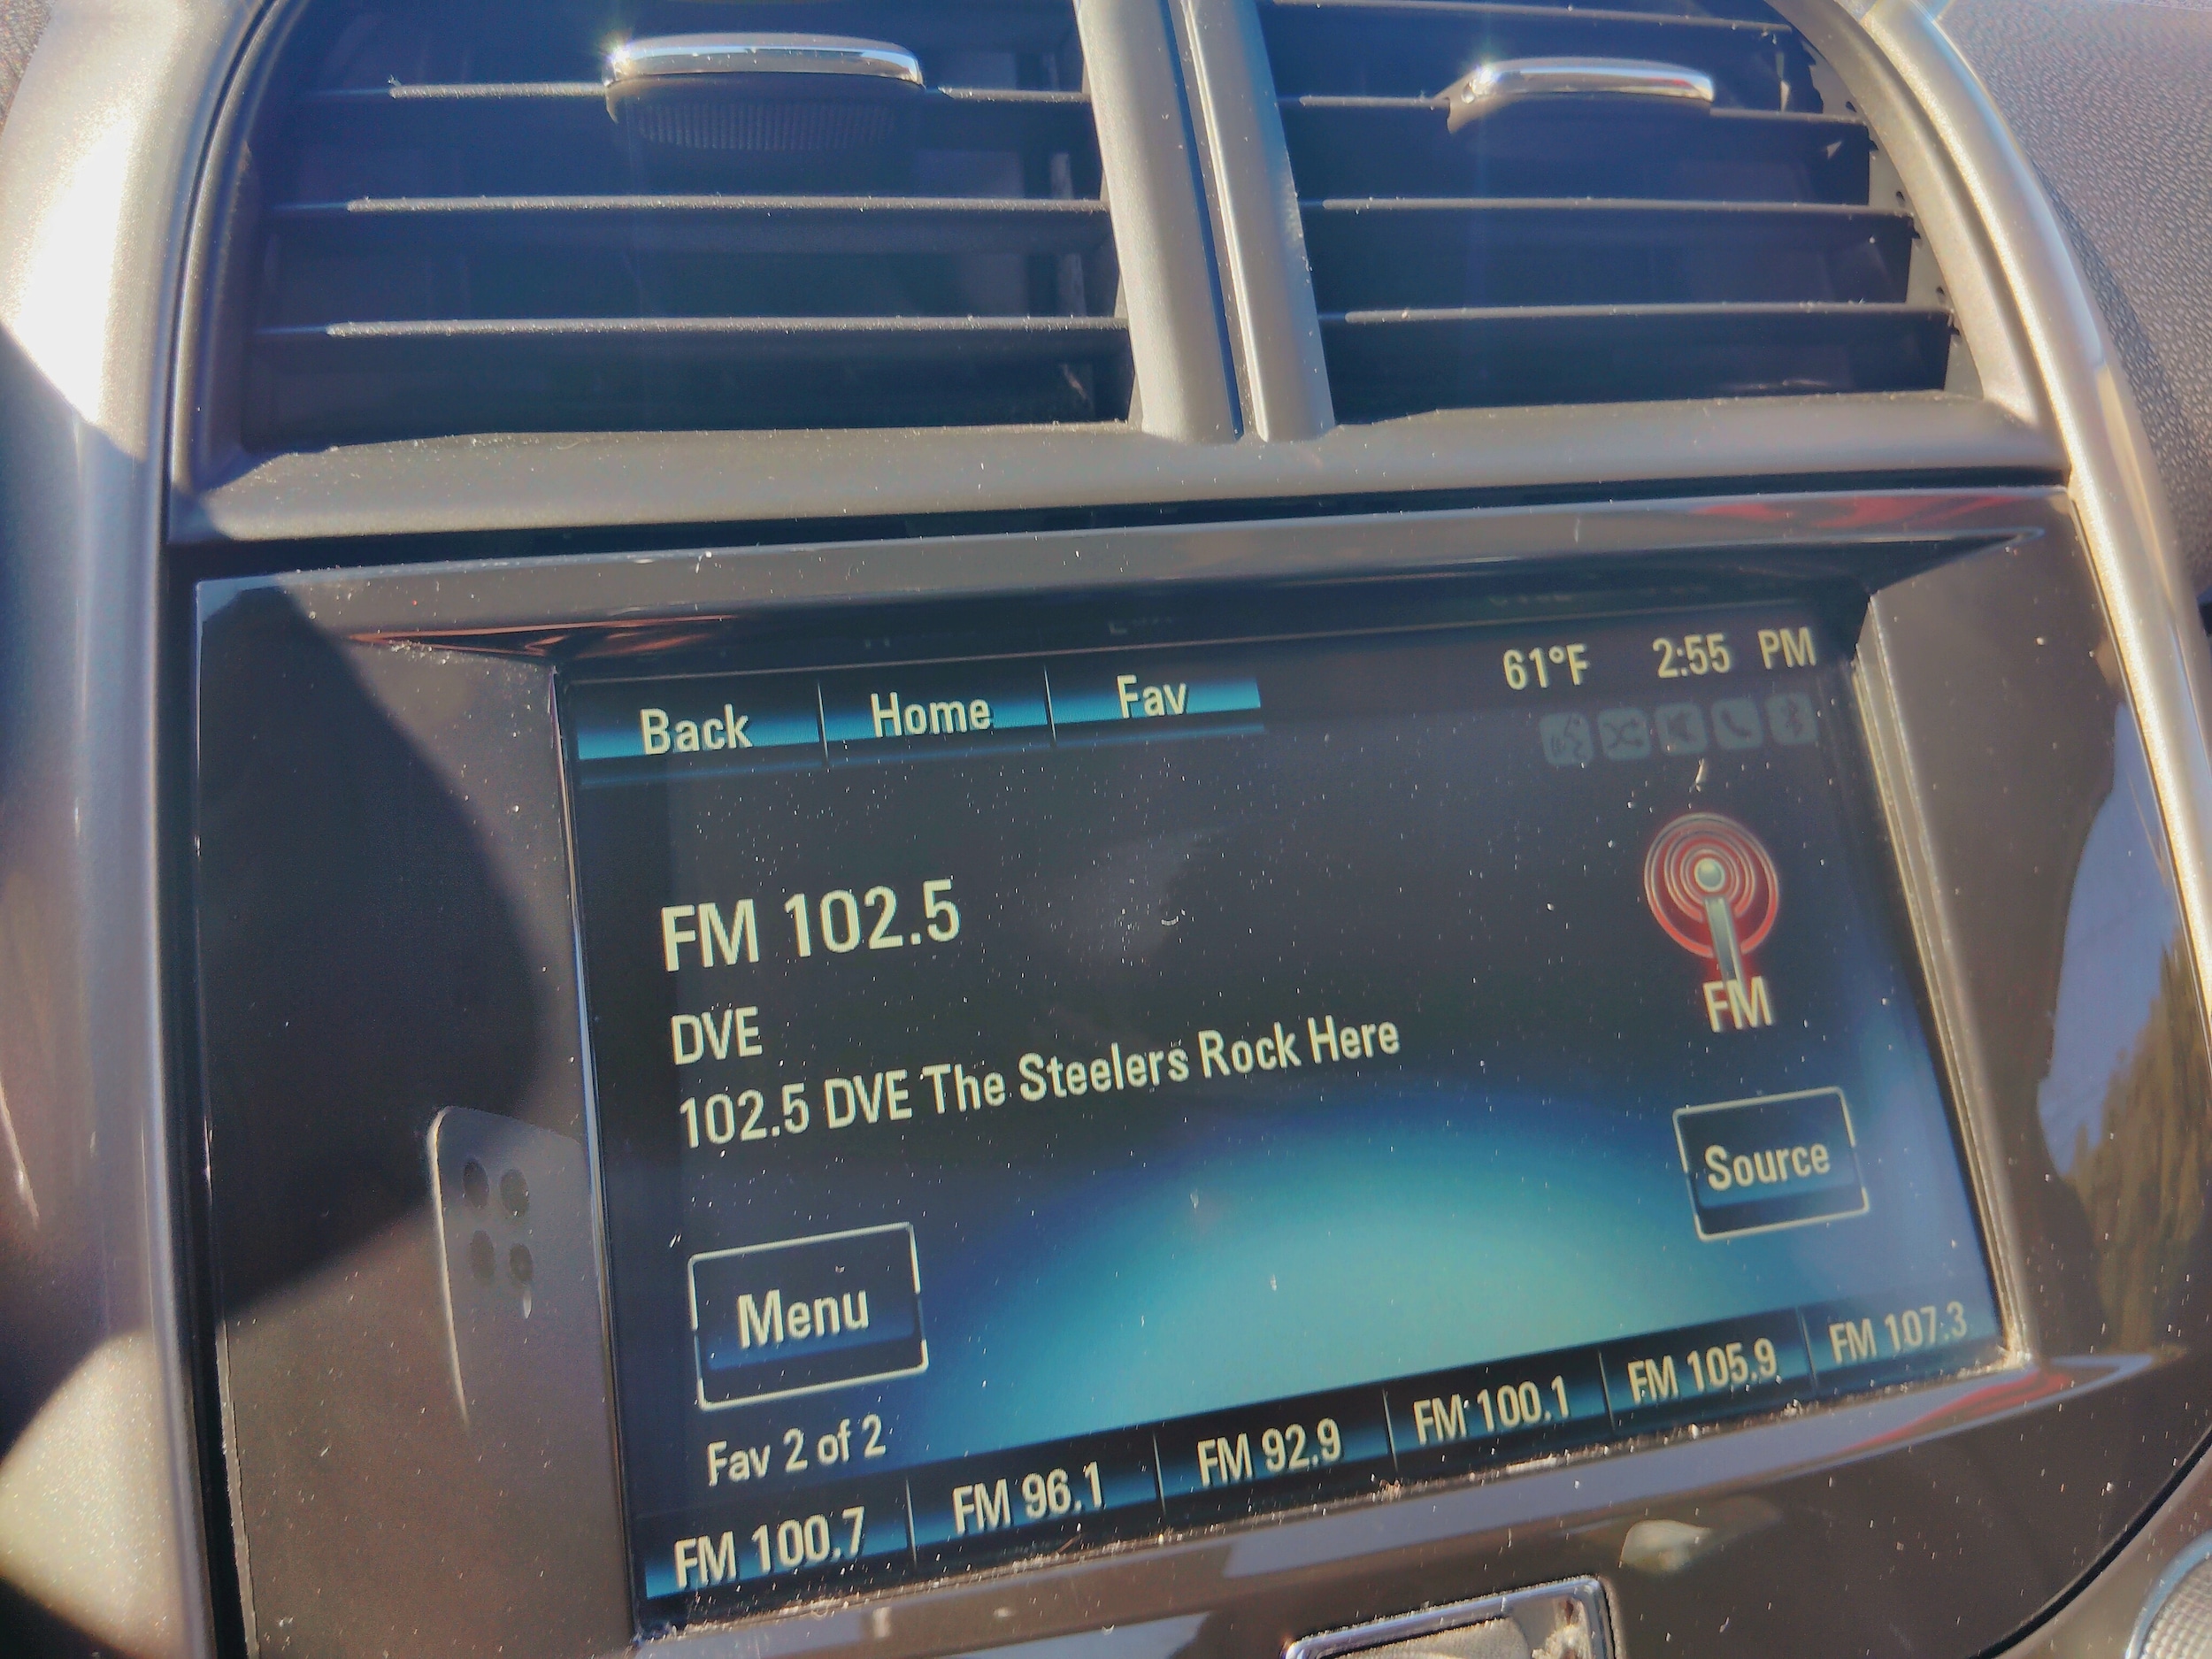 Back Home Fav 61°F 2:55 PM
FM 102.5
FM
DVE
102.5 DVE The Steelers Rock Here
Source
Menu
Fav 2 of 2
FM 100.7 FM 96.1 FM 92.9 FM 100.1 FM 105.9 FM 107.3